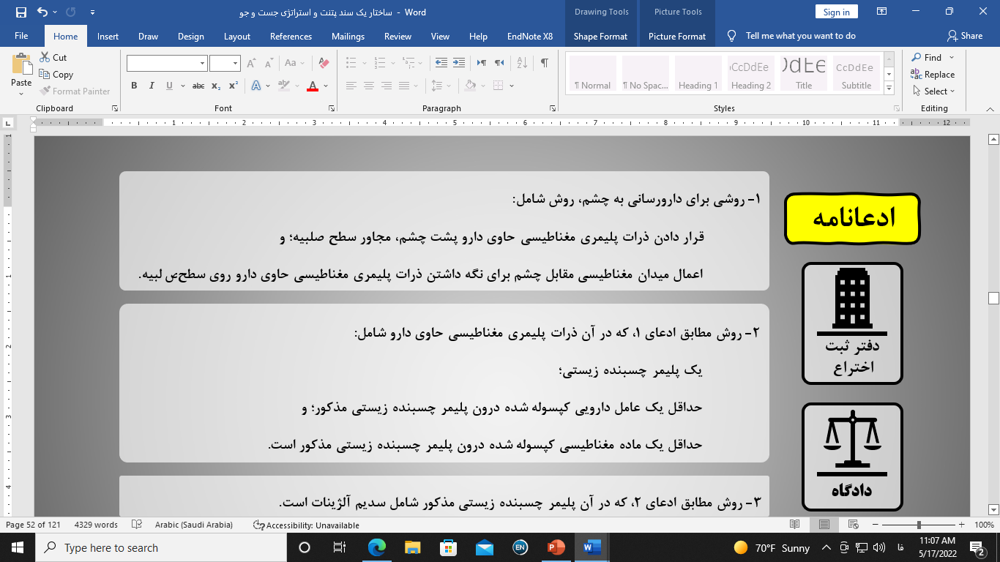 ساختار یک سند پتنت و استراتژی جست و جو - Word
Drawing Tools
Picture Tools
Sign in
File
Home
Insert
Draw
Design
Layout
References
Mailings
Review
View
Help
EndNote X8
Shape Format
Picture Format
Tell me what you want to do
Share
Paste
Cut
Copy
Format Painter
Clipboard
Font
Paragraph
¶ Normal
¶ No Spac...
Heading 1
Heading 2
Title
Subtitle
Styles
Find
Replace
Select
Editing
ادعانامه
۱- روشی برای دارورسانی به چشم، روش شامل:
قرار دادن ذرات پلیمری مغناطیسی حاوی دارو پشت چشم، مجاور سطح صلبیه؛ و
اعمال میدان مغناطیسی مقابل چشم برای نگه داشتن ذرات پلیمری مغناطیسی حاوی دارو روی سطح‌ص لبیه.
دفتر ثبت
اختراع
۲- روش مطابق ادعای ۱، که در آن ذرات پلیمری مغناطیسی حاوی دارو شامل:
یک پلیمر چسبنده زیستی؛
حداقل یک عامل دارویی کپسوله شده درون پلیمر چسبنده زیستی مذکور؛ و
حداقل یک ماده مغناطیسی کپسوله شده درون پلیمر چسبنده زیستی مذکور است.
دادگاه
۳- روش مطابق ادعای ۲، که در آن پلیمر چسبنده زیستی مذکور شامل سدیم آلژینات است.
Page 52 of 121
4329 words
Arabic (Saudi Arabia)
Accessibility: Unavailable
100%
Type here to search
EN
70°F Sunny
فا
11:07 AM
5/17/2022
2